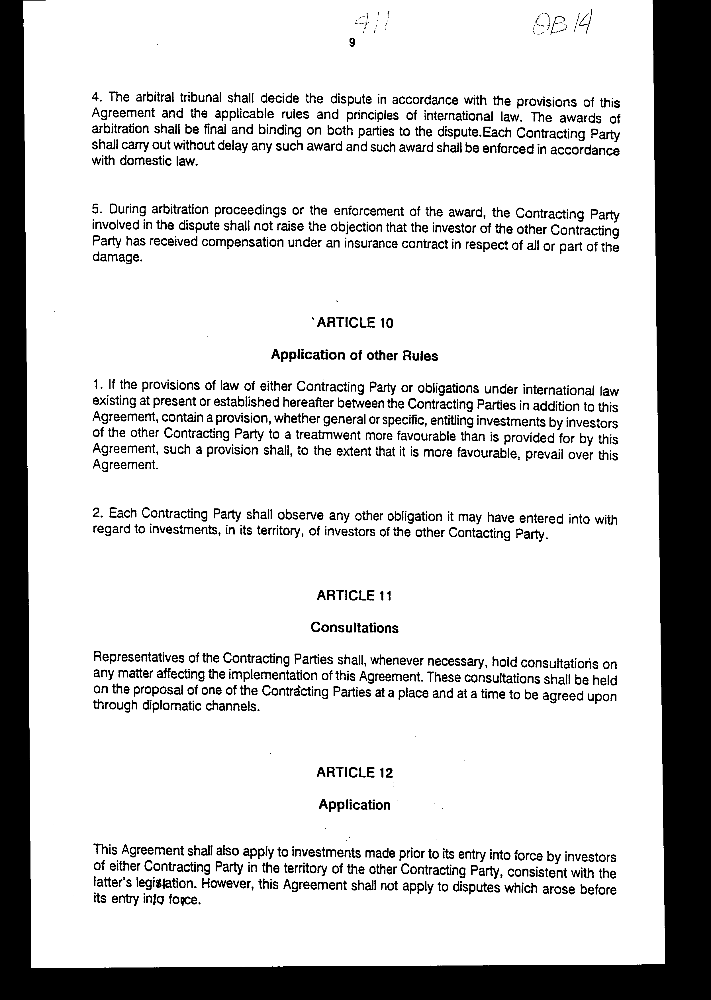 911
OB 14
9
4. The arbitral tribunal shall decide the dispute in accordance with the provisions of this
Agreement and the applicable rules and principles of international law. The awards of
arbitration shall be final and binding on both parties to the dispute.Each Contracting Party
shall carry out without delay any such award and such award shall be enforced in accordance
with domestic law.
5. During arbitration proceedings or the enforcement of the award, the Contracting Party
involved in the dispute shall not raise the objection that the investor of the other Contracting
Party has received compensation under an insurance contract in respect of all or part of the
damage.
ARTICLE 10
Application of other Rules
1. If the provisions of law of either Contracting Party or obligations under international law
existing at present or established hereafter between the Contracting Parties in addition to this
Agreement, contain a provision, whether general or specific, entitling investments by investors
of the other Contracting Party to a treatmwent more favourable than is provided for by this
Agreement, such a provision shall, to the extent that it is more favourable, prevail over this
Agreement.
2. Each Contracting Party shall observe any other obligation it may have entered into with
regard to investments, in its territory, of investors of the other Contacting Party.
ARTICLE 11
Consultations
Representatives of the Contracting Parties shall, whenever necessary, hold consultations on
any matter affecting the implementation of this Agreement. These consultations shall be held
on the proposal of one of the Contracting Parties at a place and at a time to be agreed upon
through diplomatic channels.
ARTICLE 12
Application
This Agreement shall also apply to investments made prior to its entry into force by investors
of either Contracting Party in the territory of the other Contracting Party, consistent with the
latter's legislation. However, this Agreement shall not apply to disputes which arose before
its entry into force.